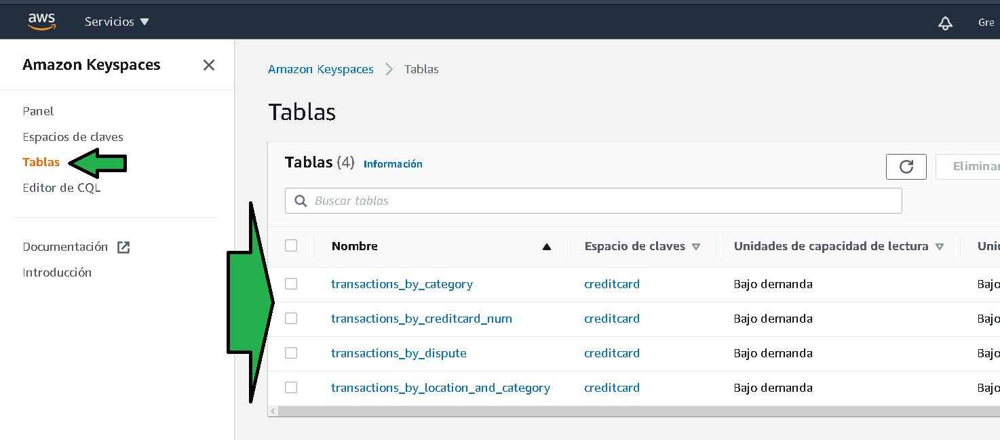 aws Servicios Gre
Amazon Keyspaces
Panel
Espacios de claves
Tablas
Editor de CQL
Documentación
Introducción
Amazon Keyspaces > Tablas
Tablas
Tablas (4) Información
Eliminar
Buscar tablas
Nombre Espacio de claves Unidades de capacidad de lectura
transactions_by_category creditcard Bajo demanda Bajo
transactions_by_creditcard_num creditcard Bajo demanda Bajo
transactions_by_dispute creditcard Bajo demanda Bajo
transactions_by_location_and_category creditcard Bajo demanda Bajo